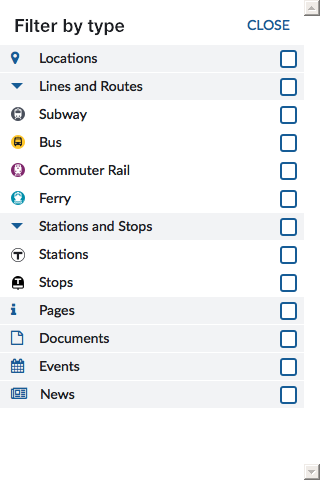 Filter by type
CLOSE
Locations
Lines and Routes
Subway
Bus
Commuter Rail
Ferry
Stations and Stops
Stations
Stops
Pages
Documents
Events
News